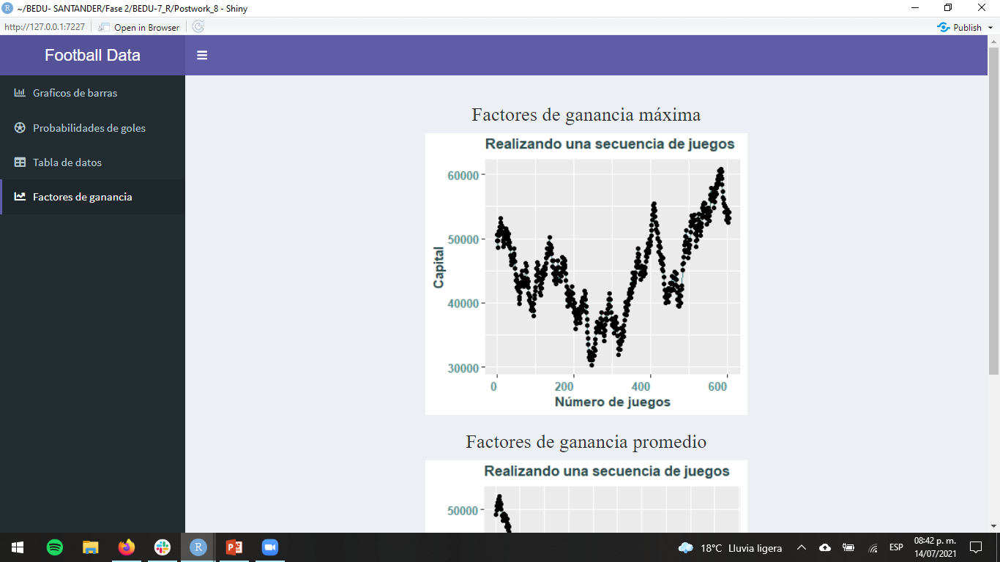 ~/BEDU- SANTANDER/Fase 2/BEDU-7_R/Postwork_8 - Shiny
http://127.0.0.1:7227 Open in Browser Publish
Football Data
Graficos de barras
Probabilidades de goles
Tabla de datos
Factores de ganancia
Factores de ganancia máxima
Realizando una secuencia de juegos
60000
50000
40000
30000
Capital
0 200 400 600
Número de juegos
Factores de ganancia promedio
Realizando una secuencia de juegos
50000
18°C Lluvia ligera ESP 08:42 p. m.
14/07/2021